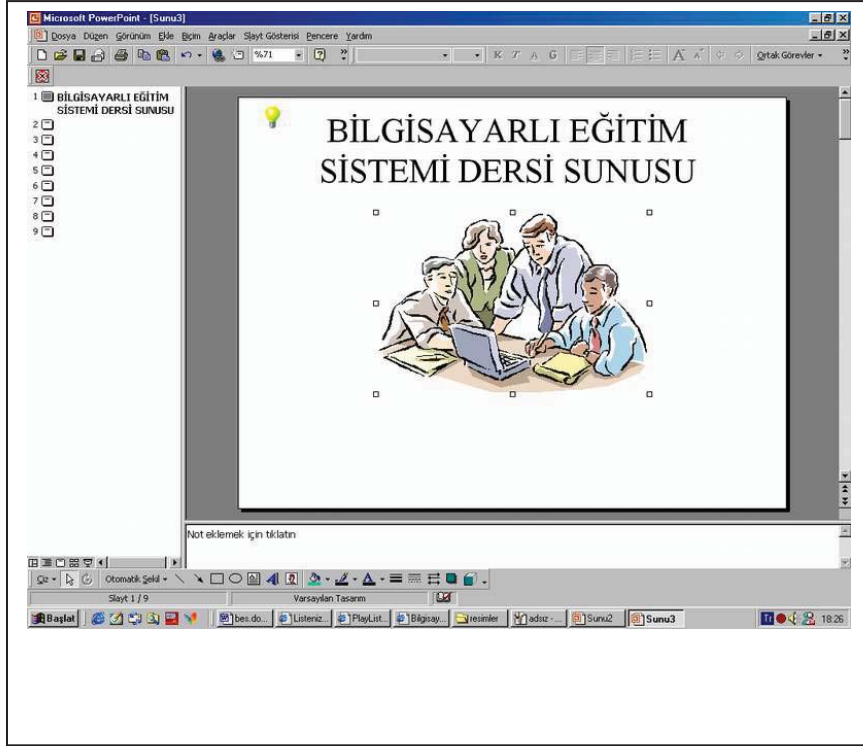 Microsoft PowerPoint - [Sunu3]
Dosya Düzen Görünüm Ekle Biçim Araçlar Slayt Gösterisi Pencere Yardım
%71 K T A G A A Ortak Görevler
1 BİLGİSAYARLI EĞİTİM
SİSTEMİ DERSİ SUNUSU
2
3
4
5
6
7
8
9
BİLGİSAYARLI EĞİTİM
SİSTEMİ DERSİ SUNUSU
Not eklemek için tıklatın
Çiz Otomatik Şekil
Slayt 1 / 9 Varsayılan Tasarım
Başlat bes.do... Listeniz... PlayList... Bilgisay... resimler adsız - ... Sunu2 Sunu3 Tr 18:26